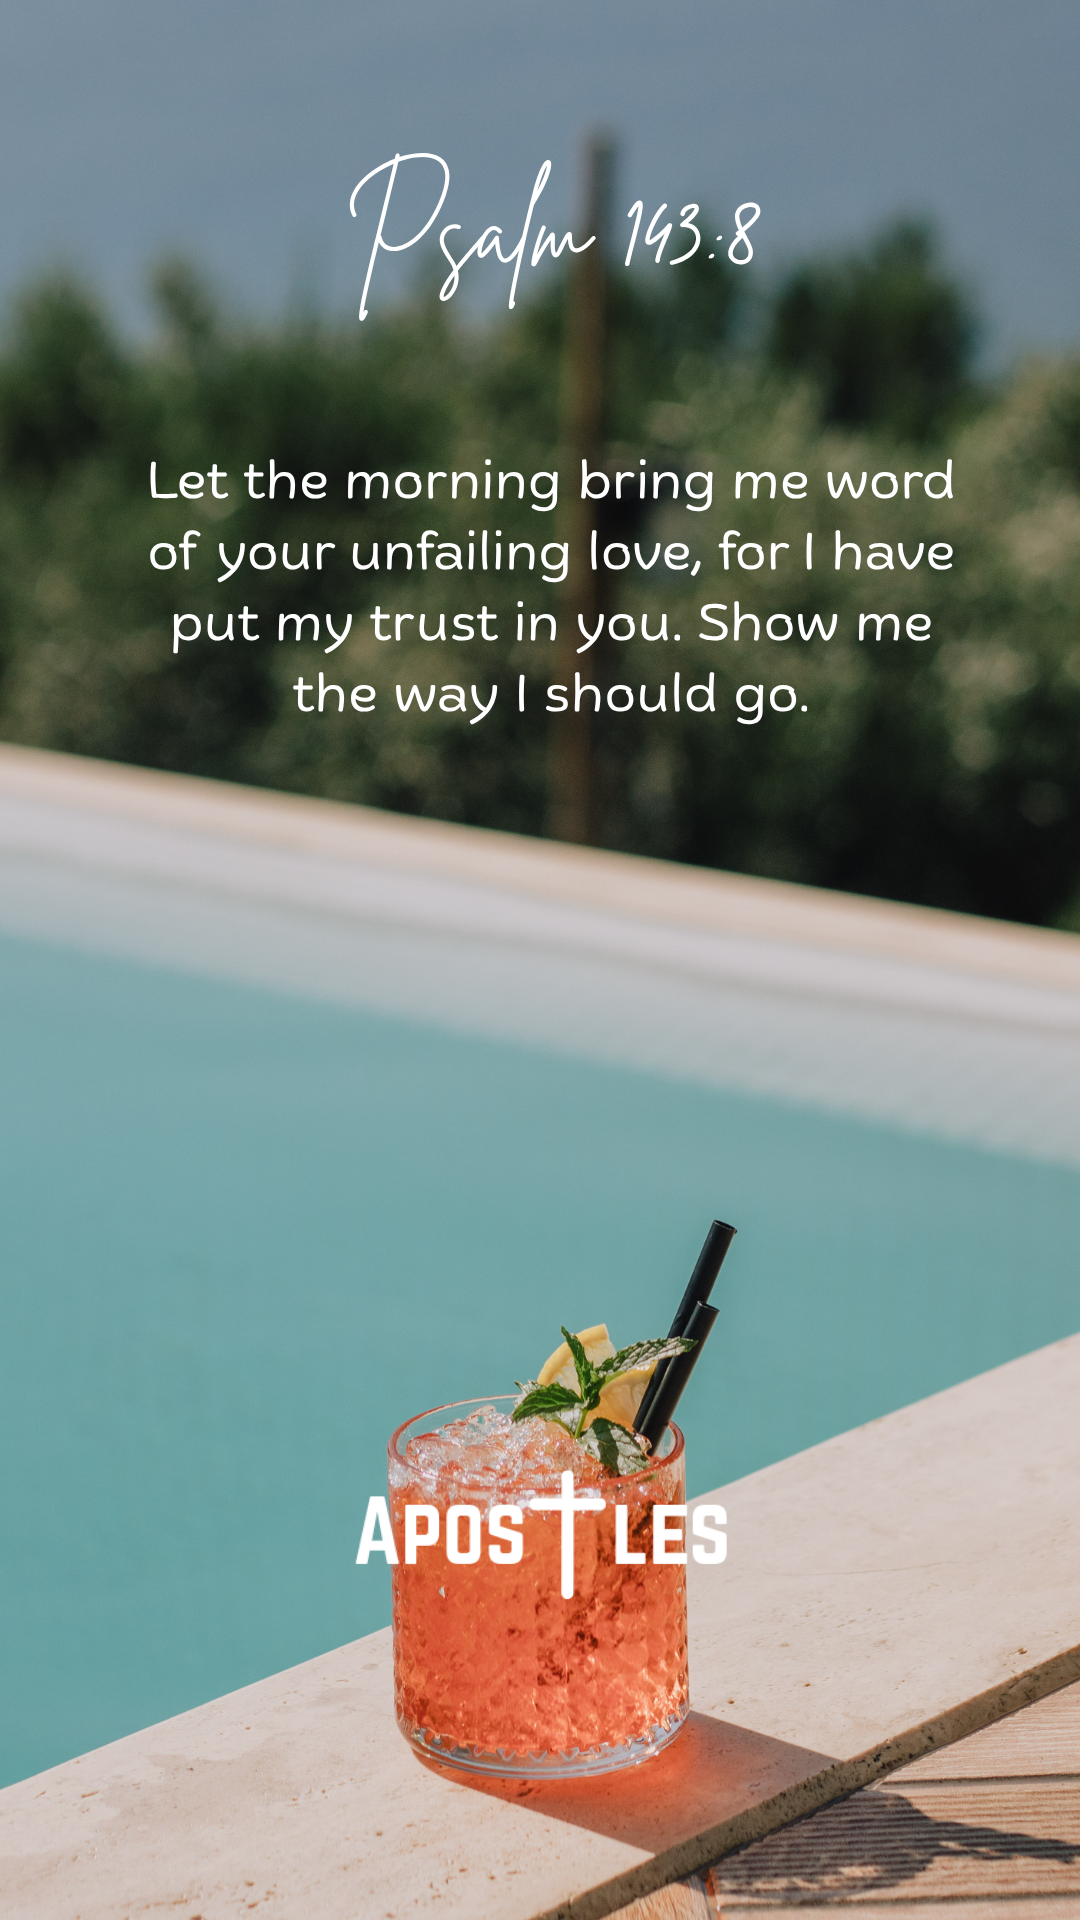 Psalm 143:8
Let the morning bring me word
of your unfailing love, for I have
put my trust in you. Show me
the way I should go.
APOSTLES